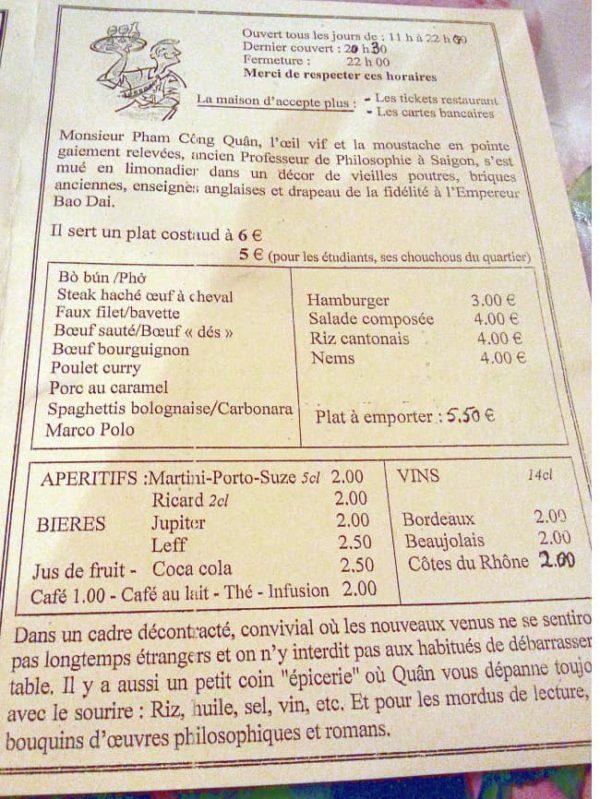 Ouvert tous les jours de : 11 h à 22 h 00
Dernier couvert : 20 h 30
Fermeture : 22 h 00
Merci de respecter ces horaires
La maison d'accepte plus : - Les tickets restaurant
- Les cartes bancaires
Monsieur Pham Công Quân, l'œil vif et la moustache en pointe
gaiement relevées, ancien Professeur de Philosophie à Saigon, s'est
mué en limonadier dans un décor de vieilles poutres, briques
anciennes, enseignes anglaises et drapeau de la fidélité à l'Empereur
Bao Dai.
Il sert un plat costaud à 6 €
5 € (pour les étudiants, ses chouchous du quartier)
Bò bún /Phở
Steak haché œuf à cheval
Faux filet/bavette
Bœuf sauté/Bœuf « dés »
Bœuf bourguignon
Poulet curry
Porc au caramel
Spaghettis bolognaise/Carbonara
Marco Polo
Hamburger 3.00 €
Salade composée 4.00 €
Riz cantonais 4.00 €
Nems 4.00 €
Plat à emporter : 5.50 €
APERITIFS :Martini-Porto-Suze 5cl 2.00
Ricard 2cl 2.00
BIERES Jupiter 2.00
Leff 2.50
Jus de fruit - Coca cola 2.50
Café 1.00 - Café au lait - Thé - Infusion 2.00
VINS 14cl
Bordeaux 2.00
Beaujolais 2.00
Côtes du Rhône 2.00
Dans un cadre décontracté, convivial où les nouveaux venus ne se sentiro
pas longtemps étrangers et on n'y interdit pas aux habitués de débarrasser
table. Il y a aussi un petit coin "épicerie" où Quân vous dépanne toujo
avec le sourire : Riz, huile, sel, vin, etc. Et pour les mordus de lecture,
bouquins d'œuvres philosophiques et romans.